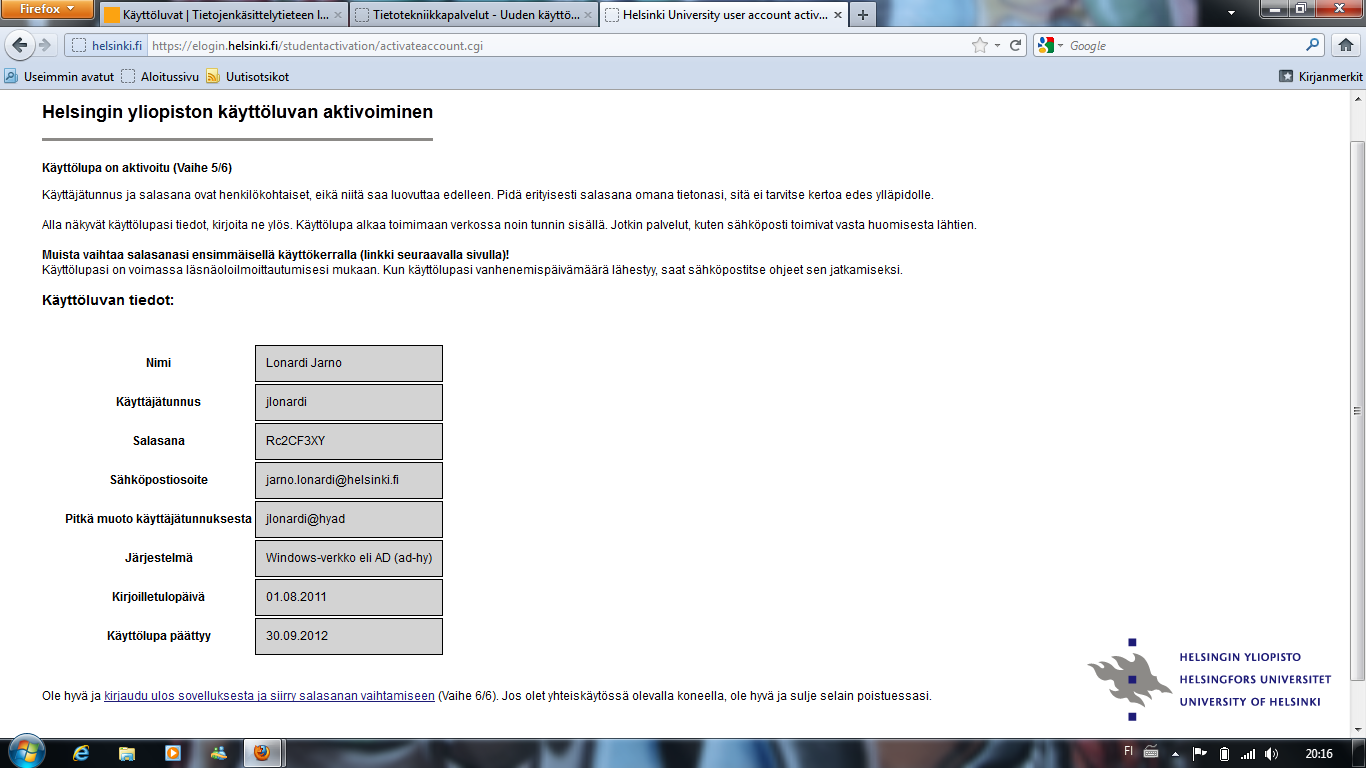 Firefox
Käyttöluvat | Tietojenkäsittelytieteen l...
Tietotekniikkapalvelut - Uuden käyttö...
Helsinki University user account activ...
helsinki.fi
https://elogin.helsinki.fi/studentactivation/activateaccount.cgi
Google
Useimmin avatut
Aloitussivu
Uutisotsikot
Kirjanmerkit
Helsingin yliopiston käyttöluvan aktivoiminen
Käyttölupa on aktivoitu (Vaihe 5/6)
Käyttäjätunnus ja salasana ovat henkilökohtaiset, eikä niitä saa luovuttaa edelleen. Pidä erityisesti salasana omana tietonasi, sitä ei tarvitse kertoa edes ylläpidolle.
Alla näkyvät käyttölupasi tiedot, kirjoita ne ylös. Käyttölupa alkaa toimimaan verkossa noin tunnin sisällä. Jotkin palvelut, kuten sähköposti toimivat vasta huomisesta lähtien.
Muista vaihtaa salasanasi ensimmäisellä käyttökerralla (linkki seuraavalla sivulla)!
Käyttölupasi on voimassa läsnäoloilmoittautumisesi mukaan. Kun käyttölupasi vanhenemispäivämäärä lähestyy, saat sähköpostitse ohjeet sen jatkamiseksi.
Käyttöluvan tiedot:
Nimi Lonardi Jarno
Käyttäjätunnus jlonardi
Salasana Rc2CF3XY
Sähköpostiosoite jarno.lonardi@helsinki.fi
Pitkä muoto käyttäjätunnuksesta jlonardi@hyad
Järjestelmä Windows-verkko eli AD (ad-hy)
Kirjoilletulopäivä 01.08.2011
Käyttölupa päättyy 30.09.2012
HELSINGIN YLIOPISTO
HELSINGFORS UNIVERSITET
UNIVERSITY OF HELSINKI
Ole hyvä ja kirjaudu ulos sovelluksesta ja siirry salasanan vaihtamiseen (Vaihe 6/6). Jos olet yhteiskäytössä olevalla koneella, ole hyvä ja sulje selain poistuessasi.
FI
20:16